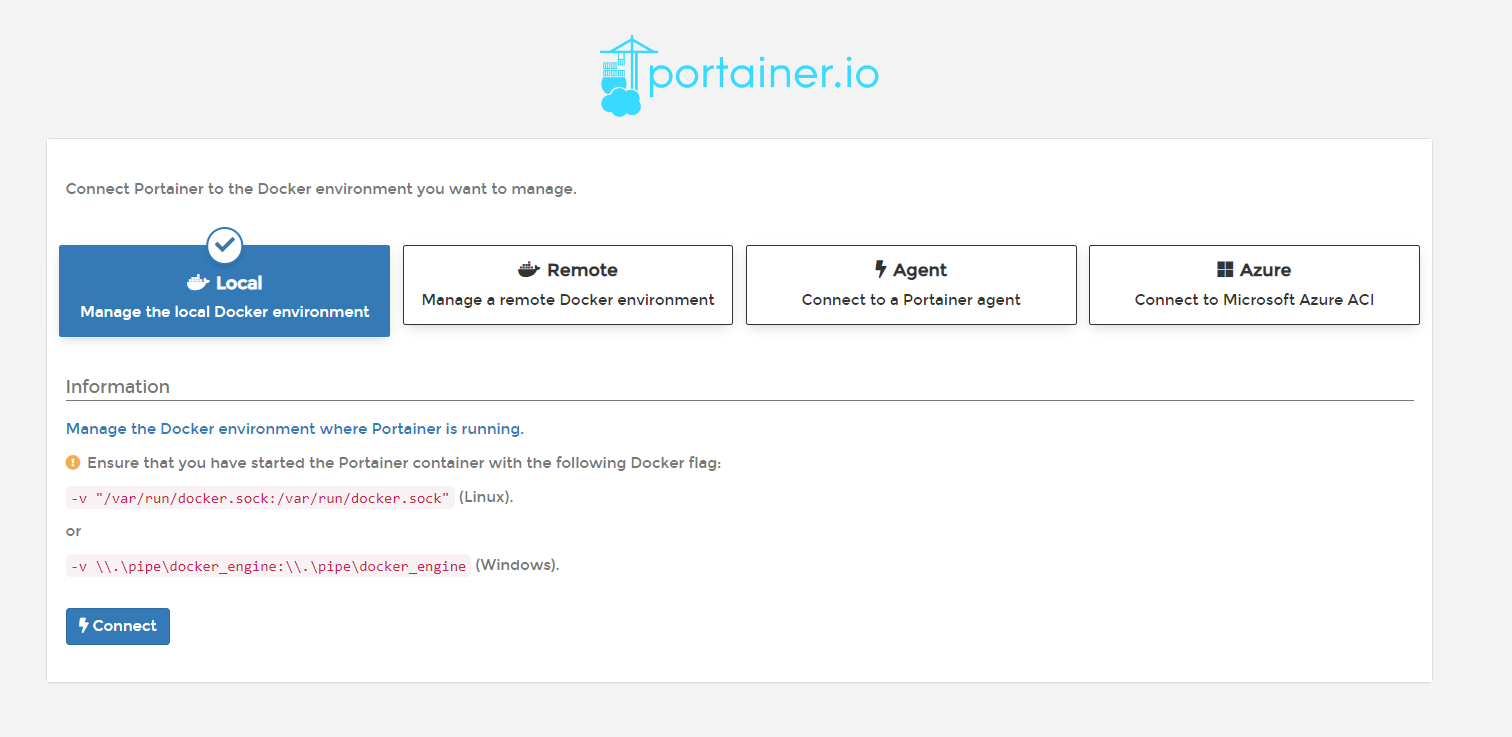 portainer.io
Connect Portainer to the Docker environment you want to manage.
Local
Manage the local Docker environment
Remote
Manage a remote Docker environment
Agent
Connect to a Portainer agent
Azure
Connect to Microsoft Azure ACI
Information
Manage the Docker environment where Portainer is running.
Ensure that you have started the Portainer container with the following Docker flag:
-v "/var/run/docker.sock:/var/run/docker.sock" (Linux).
or
-v \\.\pipe\docker_engine:\\.\pipe\docker_engine (Windows).
Connect